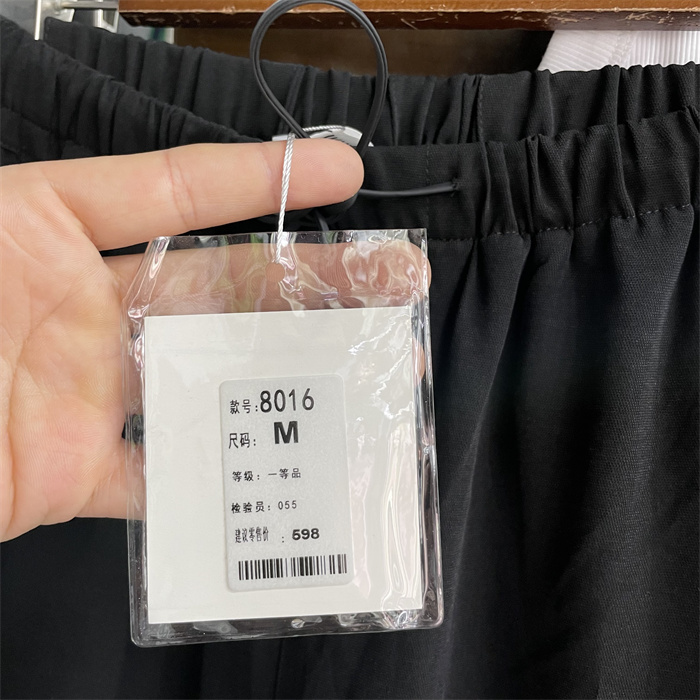 款号:8016
尺码: M
等级: 一等品
检验员: 055
建议零售价 : 598